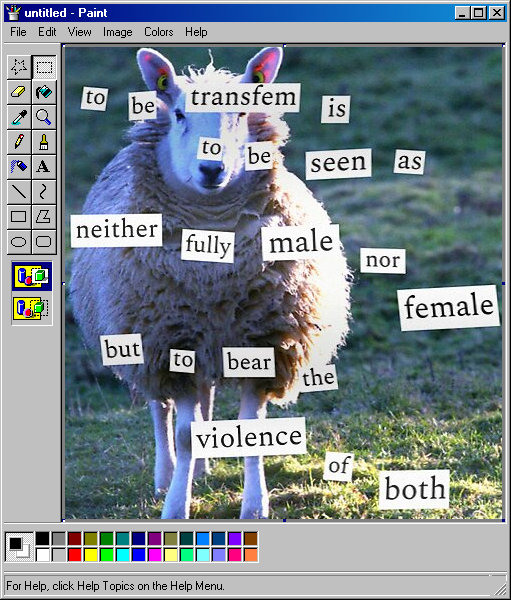 untitled - Paint
File Edit View Image Colors Help
to be transfem is
to be seen as
neither fully male nor
female
but to bear the
violence
of both
For Help, click Help Topics on the Help Menu.